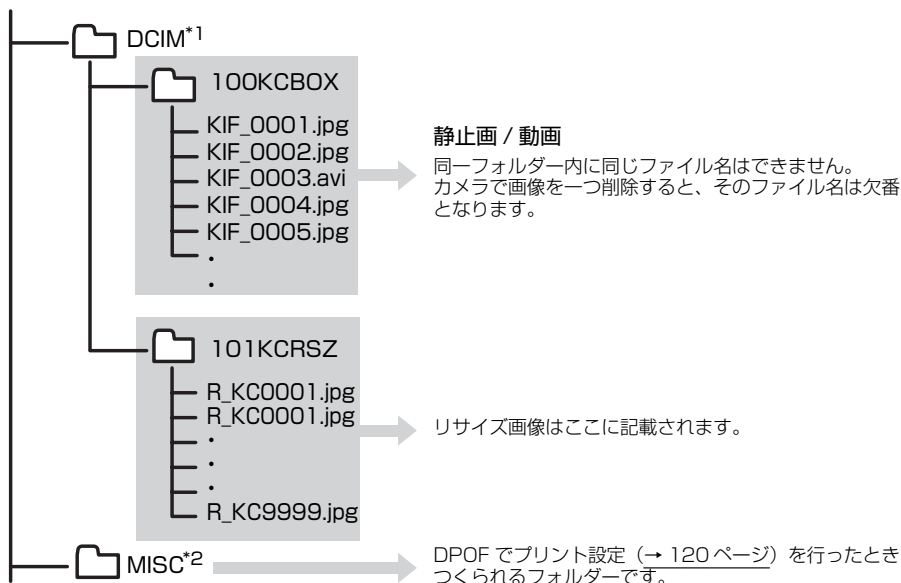 DCIM*1
100KCBOX
KIF_0001.jpg
KIF_0002.jpg
KIF_0003.avi
KIF_0004.jpg
KIF_0005.jpg
・
・
静止画 / 動画
同一フォルダー内に同じファイル名はできません。
カメラで画像を一つ削除すると、そのファイル名は欠番
となります。
101KCRSZ
R_KC0001.jpg
R_KC0001.jpg
・
・
・
R_KC9999.jpg
リサイズ画像はここに記載されます。
MISC*2
DPOF でプリント設定（→ 120 ページ）を行ったとき
つくられるフォルダーです。